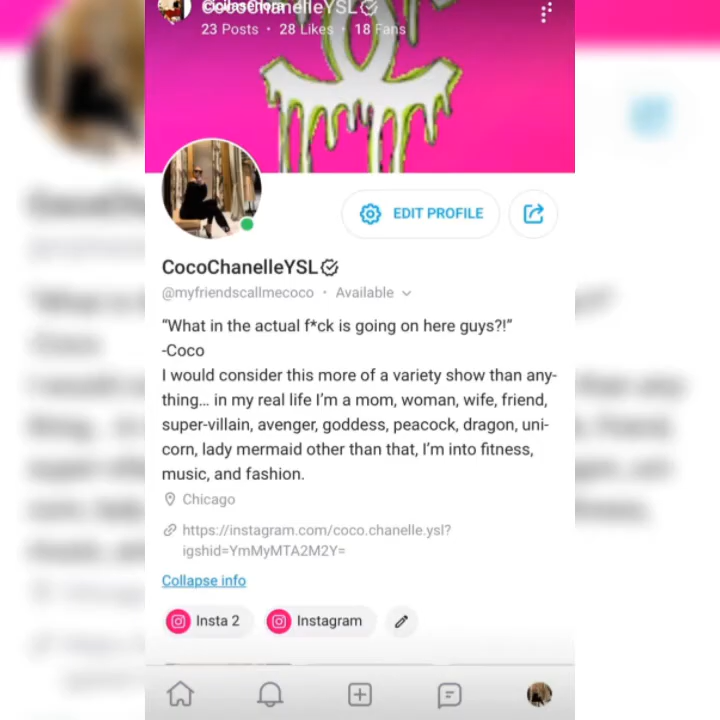 CocoChanelleYSL
23 Posts • 28 Likes • 18 Fans
EDIT PROFILE
CocoChanelleYSL
@myfriendscallmecoco • Available
“What in the actual f*ck is going on here guys?!”
-Coco
I would consider this more of a variety show than any-
thing... in my real life I’m a mom, woman, wife, friend,
super-villain, avenger, goddess, peacock, dragon, uni-
corn, lady mermaid other than that, I’m into fitness,
music, and fashion.
Chicago
https://instagram.com/coco.chanelle.ysl?
igshid=YmMyMTA2M2Y=
Collapse info
Insta 2
Instagram